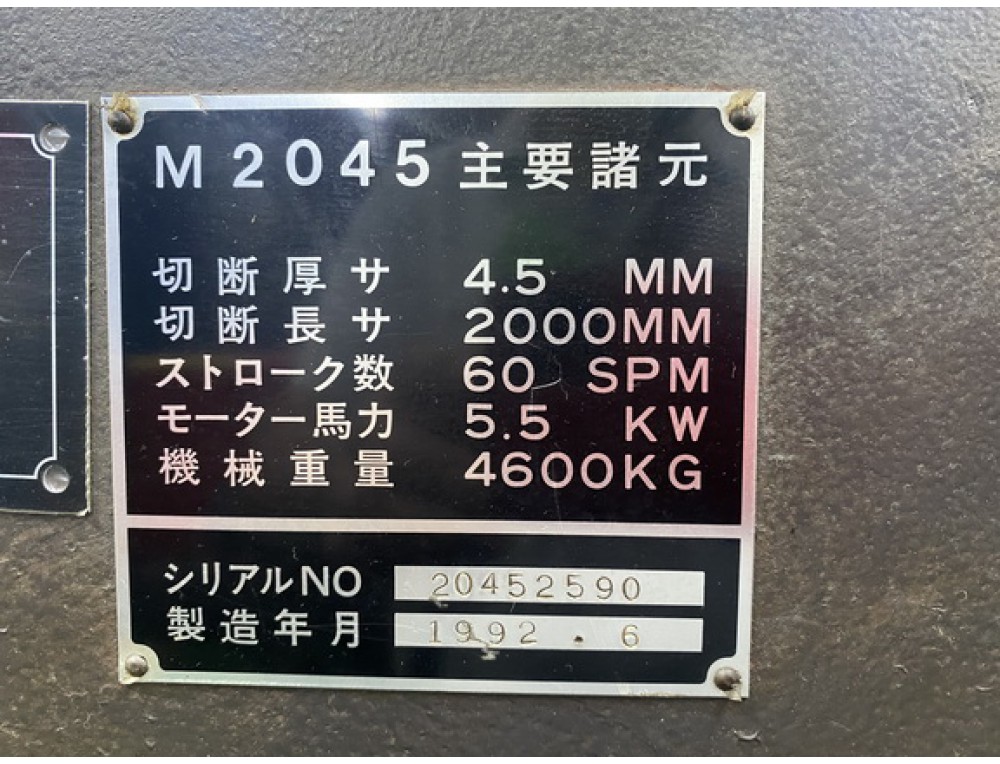 M 2045 主要諸元
切断厚サ 4.5 MM
切断長サ 2000MM
ストローク数 60 SPM
モーター馬力 5.5 KW
機械重量 4600KG
シリアルNO 20452590
製造年月 1992.6